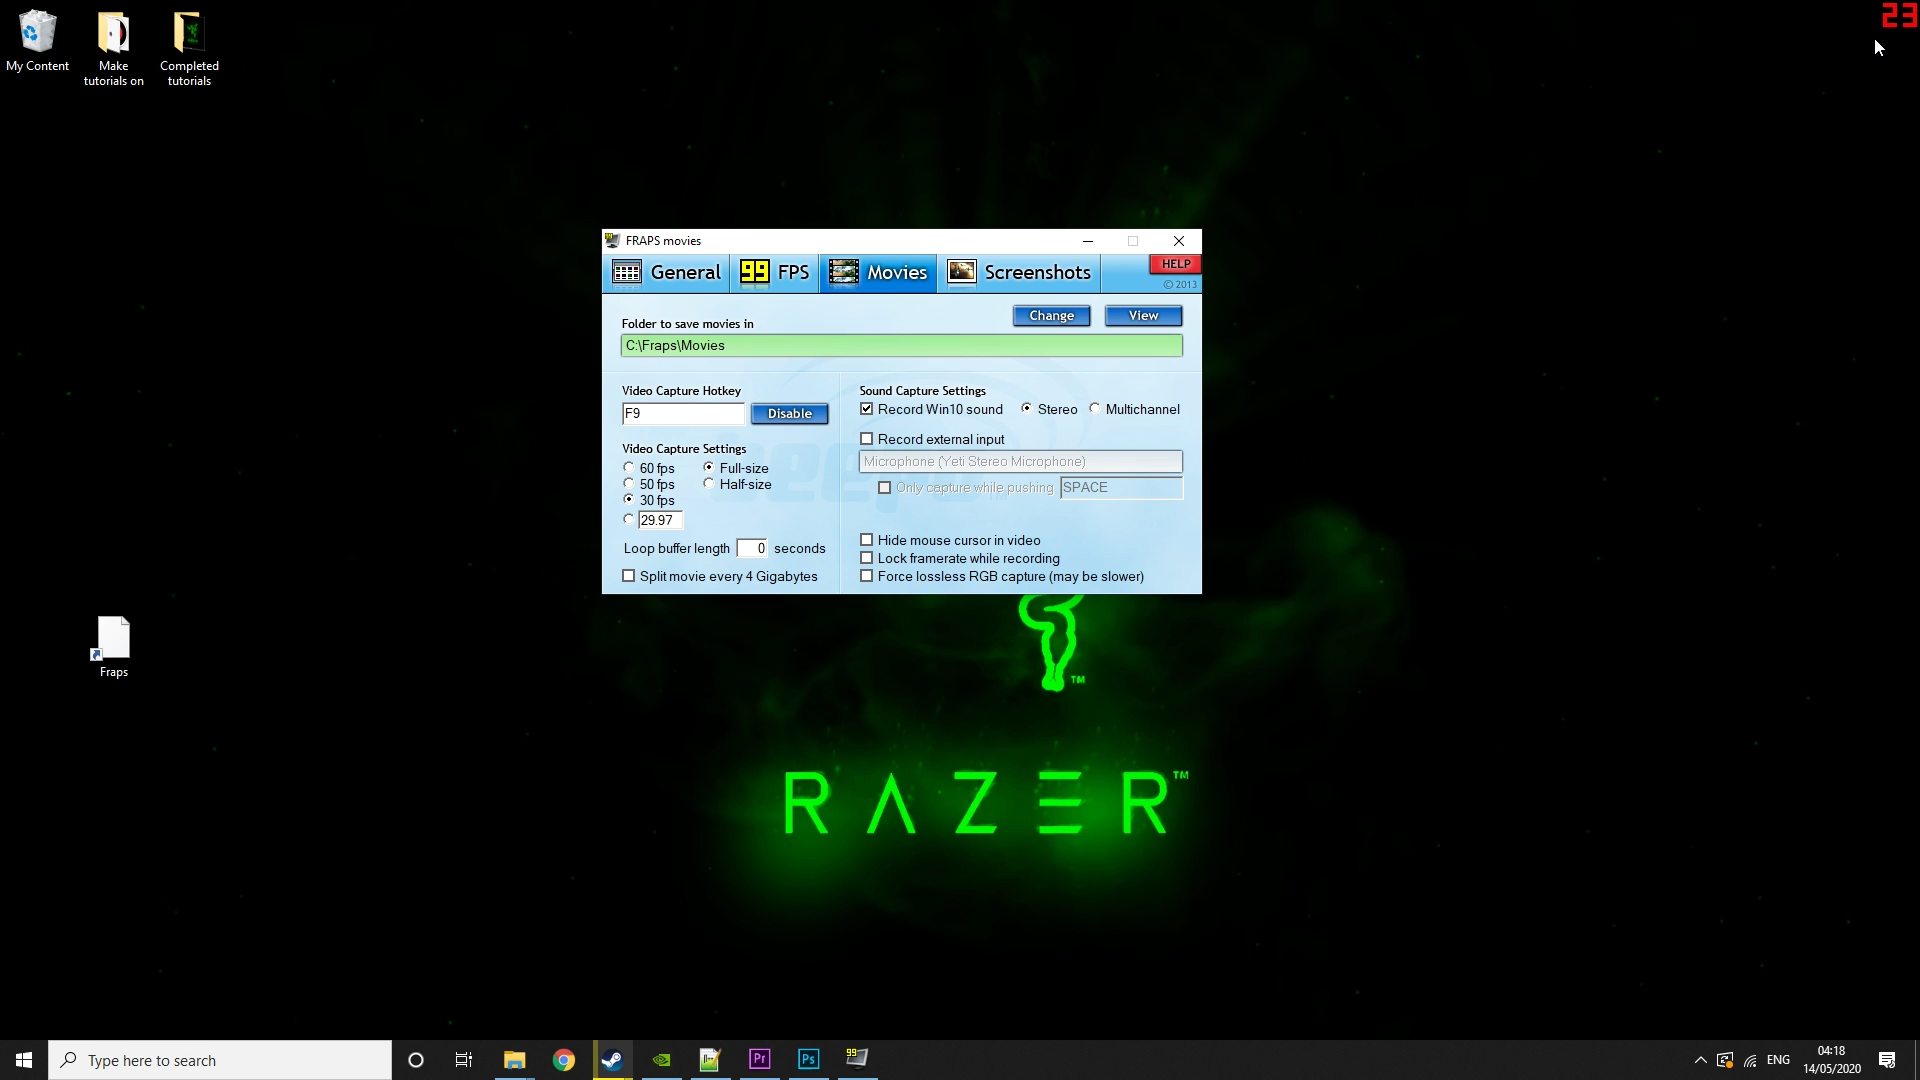 My Content
Make
tutorials on
Completed
tutorials
23
FRAPS movies
General
99 FPS
Movies
Screenshots
HELP
© 2013
Folder to save movies in
Change
View
C:\Fraps\Movies
Video Capture Hotkey
F9
Disable
Video Capture Settings
60 fps
Full-size
50 fps
Half-size
30 fps
29.97
Loop buffer length 0 seconds
Split movie every 4 Gigabytes
Sound Capture Settings
Record Win10 sound
Stereo
Multichannel
Record external input
Microphone (Yeti Stereo Microphone)
Only capture while pushing SPACE
Hide mouse cursor in video
Lock framerate while recording
Force lossless RGB capture (may be slower)
Fraps
TM
RAZER™
Type here to search
Pr
Ps
99
ENG
04:18
14/05/2020